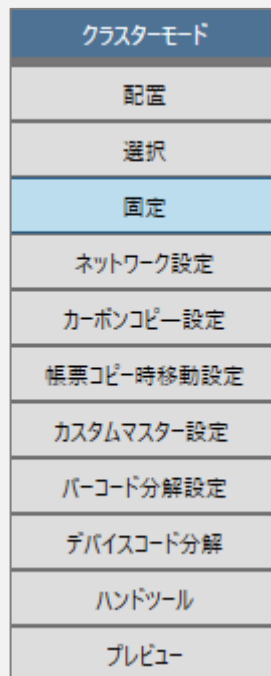 クラスターモード
配置
選択
固定
ネットワーク設定
カーボンコピー設定
帳票コピー時移動設定
カスタムマスター設定
バーコード分解設定
デバイスコード分解
ハンドツール
プレビュー